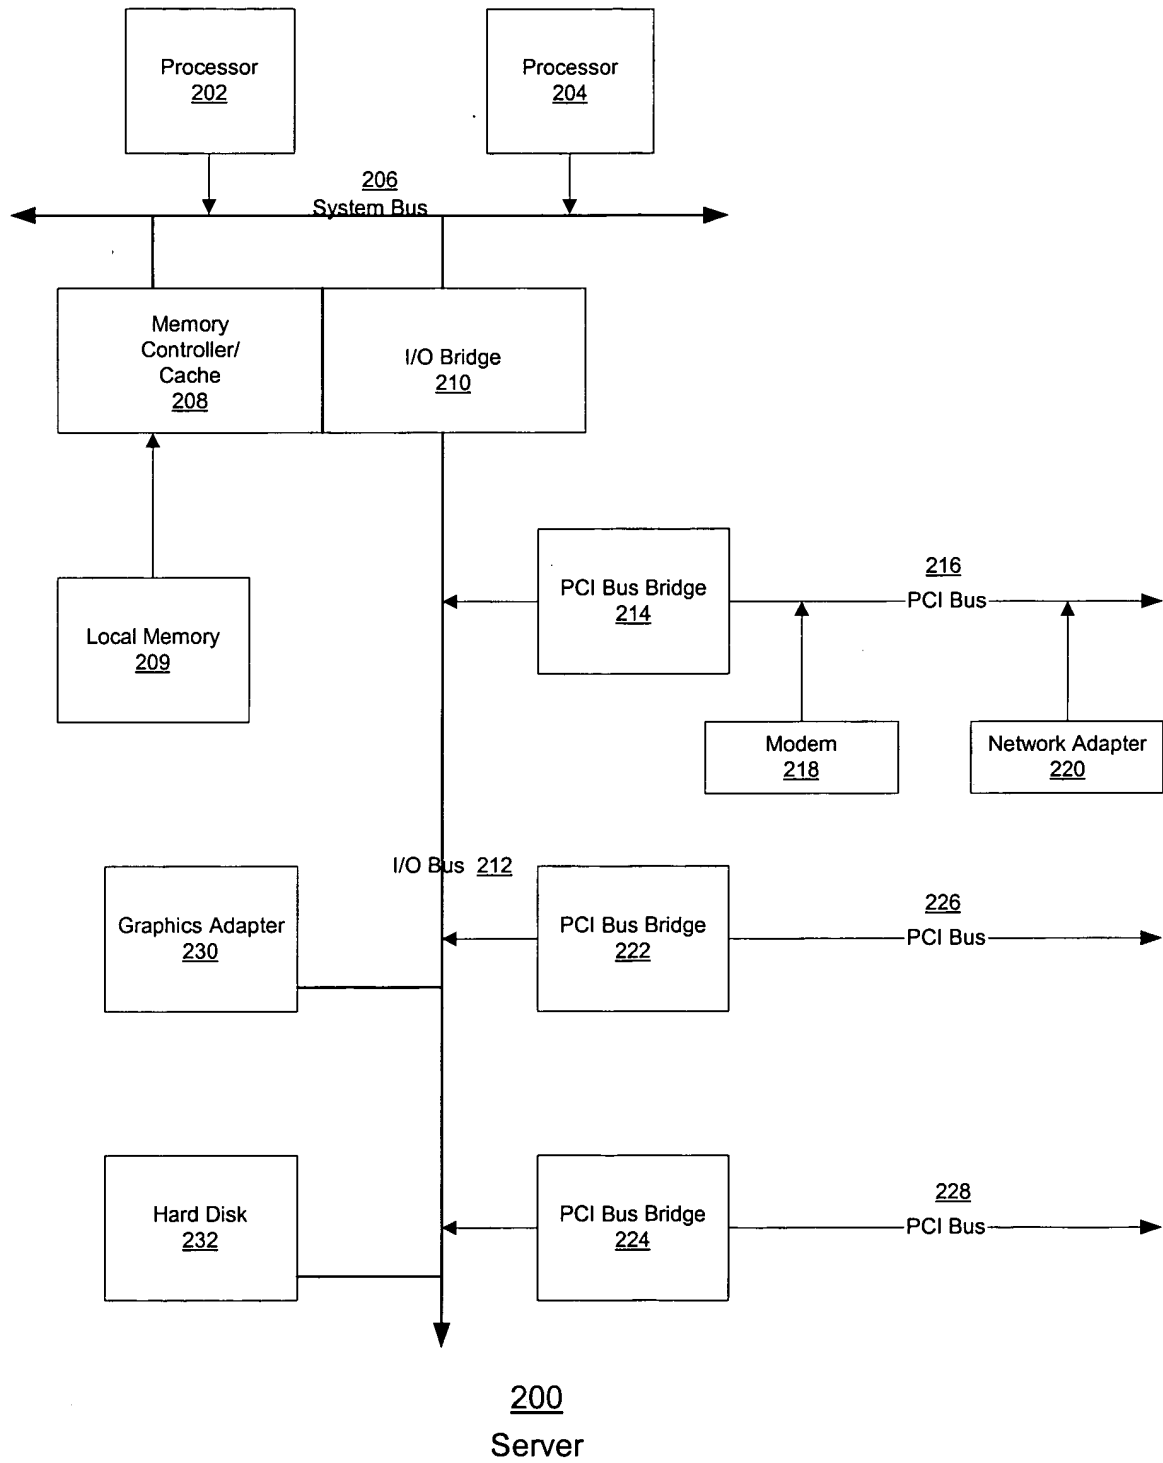 Processor
202
Processor
204
206
System Bus
Memory
Controller/
Cache
208
I/O Bridge
210
PCI Bus Bridge
214
216
PCI Bus
Local Memory
209
Modem
218
Network Adapter
220
I/O Bus 212
Graphics Adapter
230
PCI Bus Bridge
222
226
PCI Bus
Hard Disk
232
PCI Bus Bridge
224
228
PCI Bus
200
Server